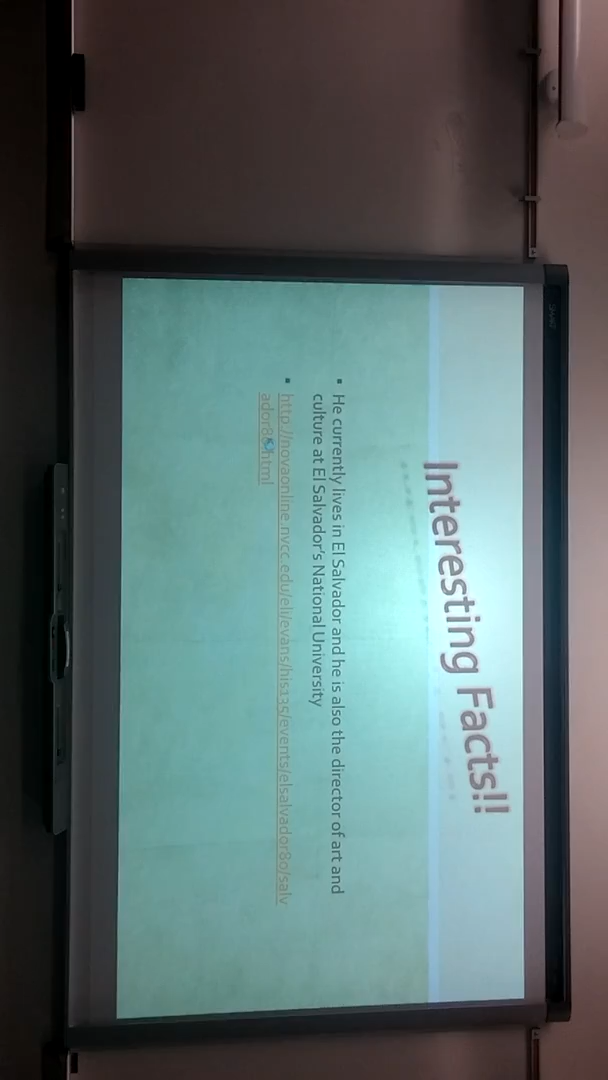 SMART
Interesting Facts!!
▪ He currently lives in El Salvador and he is also the director of art and
culture at El Salvador's National University
▪ http://novaonline.nvcc.edu/eli/evans/his135/events/elsalvador80/salv
ador80.html